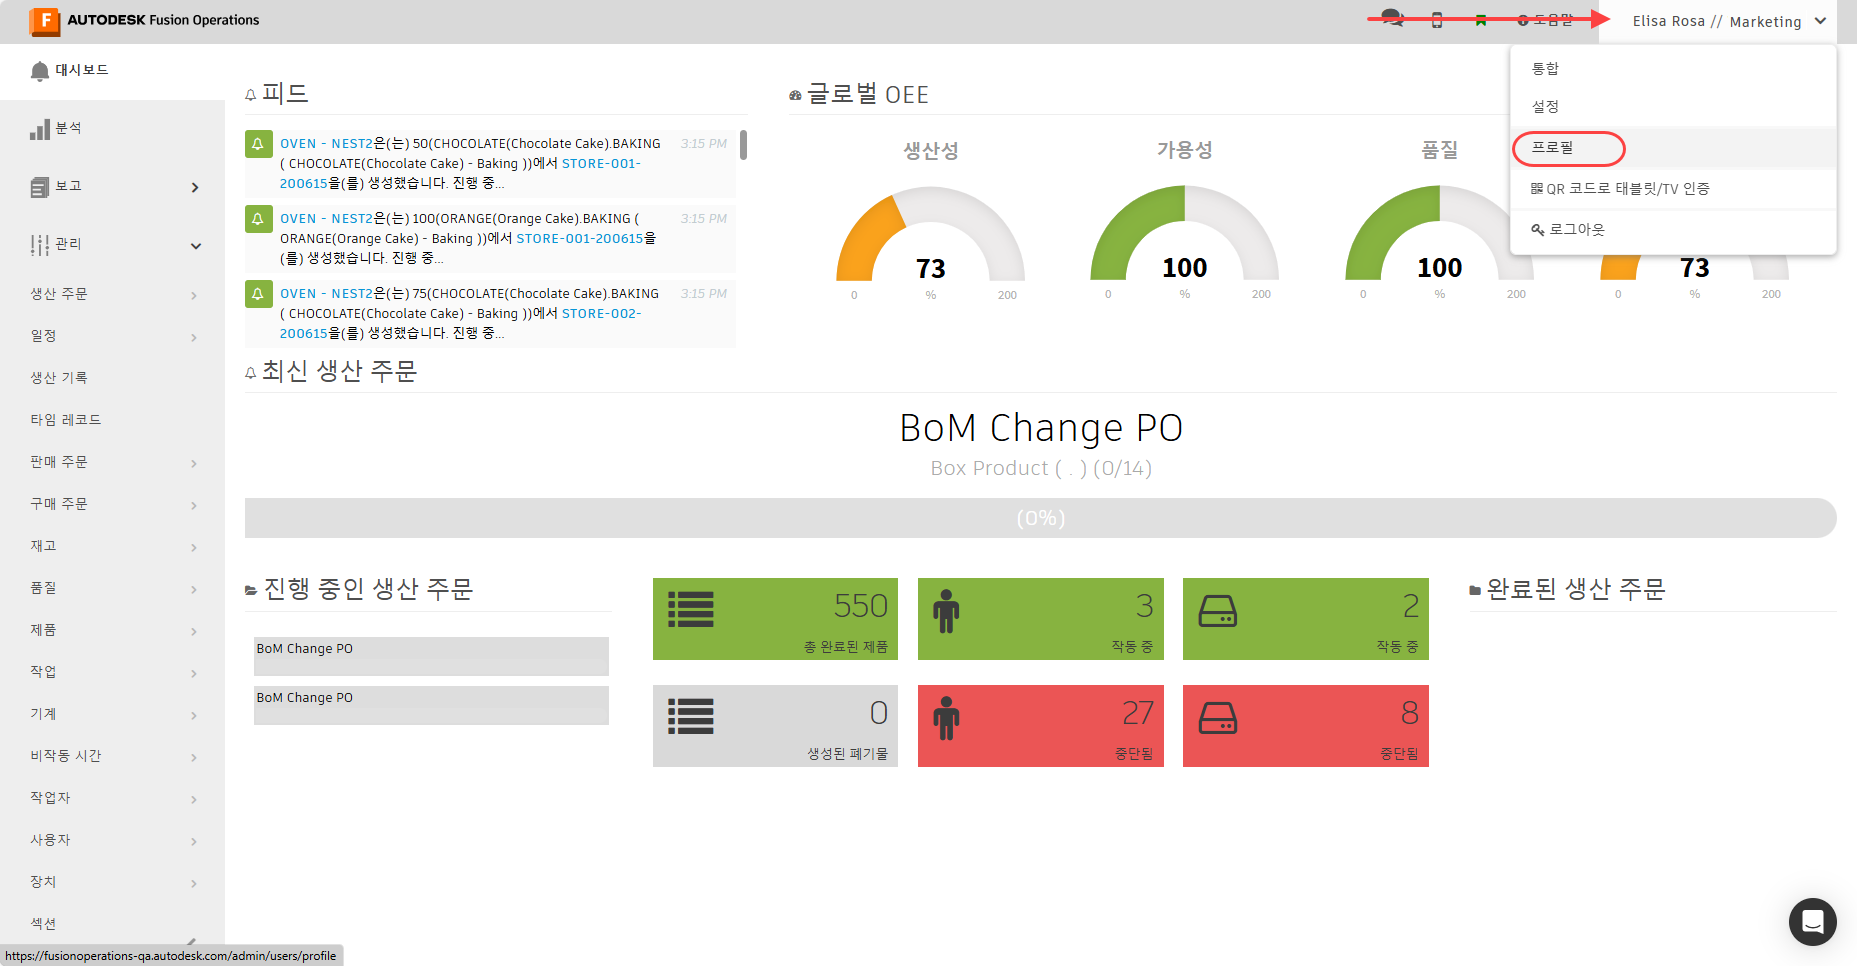 AUTODESK Fusion Operations
도움말
Elisa Rosa // Marketing
통합
설정
프로필
QR 코드로 태블릿/TV 인증
로그아웃
대시보드
분석
보고
관리
생산 주문
일정
생산 기록
타임 레코드
판매 주문
구매 주문
재고
품질
제품
작업
기계
비작동 시간
작업자
사용자
장치
섹션
피드
OVEN - NEST2은(는) 50(CHOCOLATE(Chocolate Cake).BAKING
( CHOCOLATE(Chocolate Cake) - Baking ))에서 STORE-001-
200615을(를) 생성했습니다. 진행 중...
3:15 PM
OVEN - NEST2은(는) 100(ORANGE(Orange Cake).BAKING (
ORANGE(Orange Cake) - Baking ))에서 STORE-001-200615을
(를) 생성했습니다. 진행 중...
3:15 PM
OVEN - NEST2은(는) 75(CHOCOLATE(Chocolate Cake).BAKING
( CHOCOLATE(Chocolate Cake) - Baking ))에서 STORE-002-
200615을(를) 생성했습니다. 진행 중...
3:15 PM
글로벌 OEE
생산성
73
0 % 200
가용성
100
0 % 200
품질
100
0 % 200
73
0 % 200
최신 생산 주문
BoM Change PO
Box Product ( . ) (0/14)
(0%)
진행 중인 생산 주문
BoM Change PO
BoM Change PO
550
총 완료된 제품
3
작동 중
2
작동 중
0
생성된 폐기물
27
중단됨
8
중단됨
완료된 생산 주문
https://fusionoperations-qa.autodesk.com/admin/users/profile